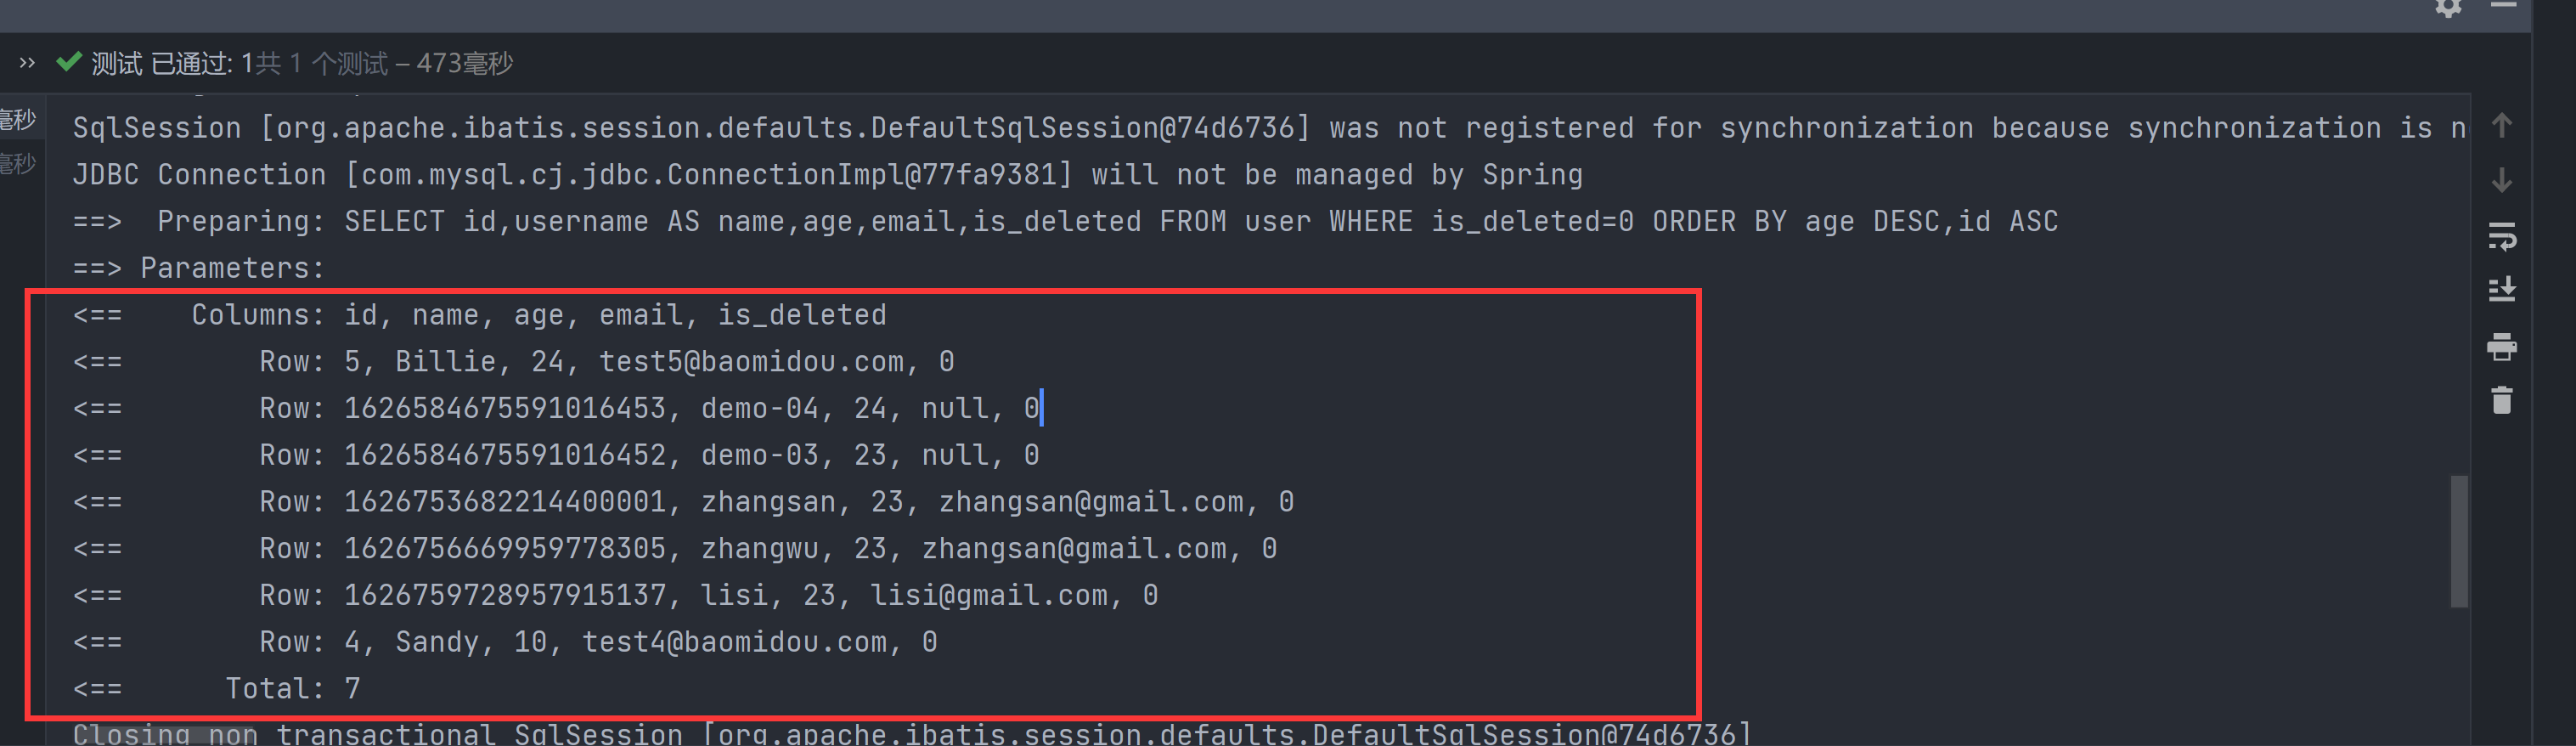 测试 已通过: 1共 1 个测试 – 473毫秒
毫秒
毫秒
SqlSession [org.apache.ibatis.session.defaults.DefaultSqlSession@74d6736] was not registered for synchronization because synchronization is n
JDBC Connection [com.mysql.cj.jdbc.ConnectionImpl@77fa9381] will not be managed by Spring
==>  Preparing: SELECT id,username AS name,age,email,is_deleted FROM user WHERE is_deleted=0 ORDER BY age DESC,id ASC
==> Parameters:
<==    Columns: id, name, age, email, is_deleted
<==        Row: 5, Billie, 24, test5@baomidou.com, 0
<==        Row: 1626584675591016453, demo-04, 24, null, 0
<==        Row: 1626584675591016452, demo-03, 23, null, 0
<==        Row: 1626753682214400001, zhangsan, 23, zhangsan@gmail.com, 0
<==        Row: 1626756669959778305, zhangwu, 23, zhangsan@gmail.com, 0
<==        Row: 1626759728957915137, lisi, 23, lisi@gmail.com, 0
<==        Row: 4, Sandy, 10, test4@baomidou.com, 0
<==      Total: 7
Closing non transactional SqlSession [org.apache.ibatis.session.defaults.DefaultSqlSession@74d6736]